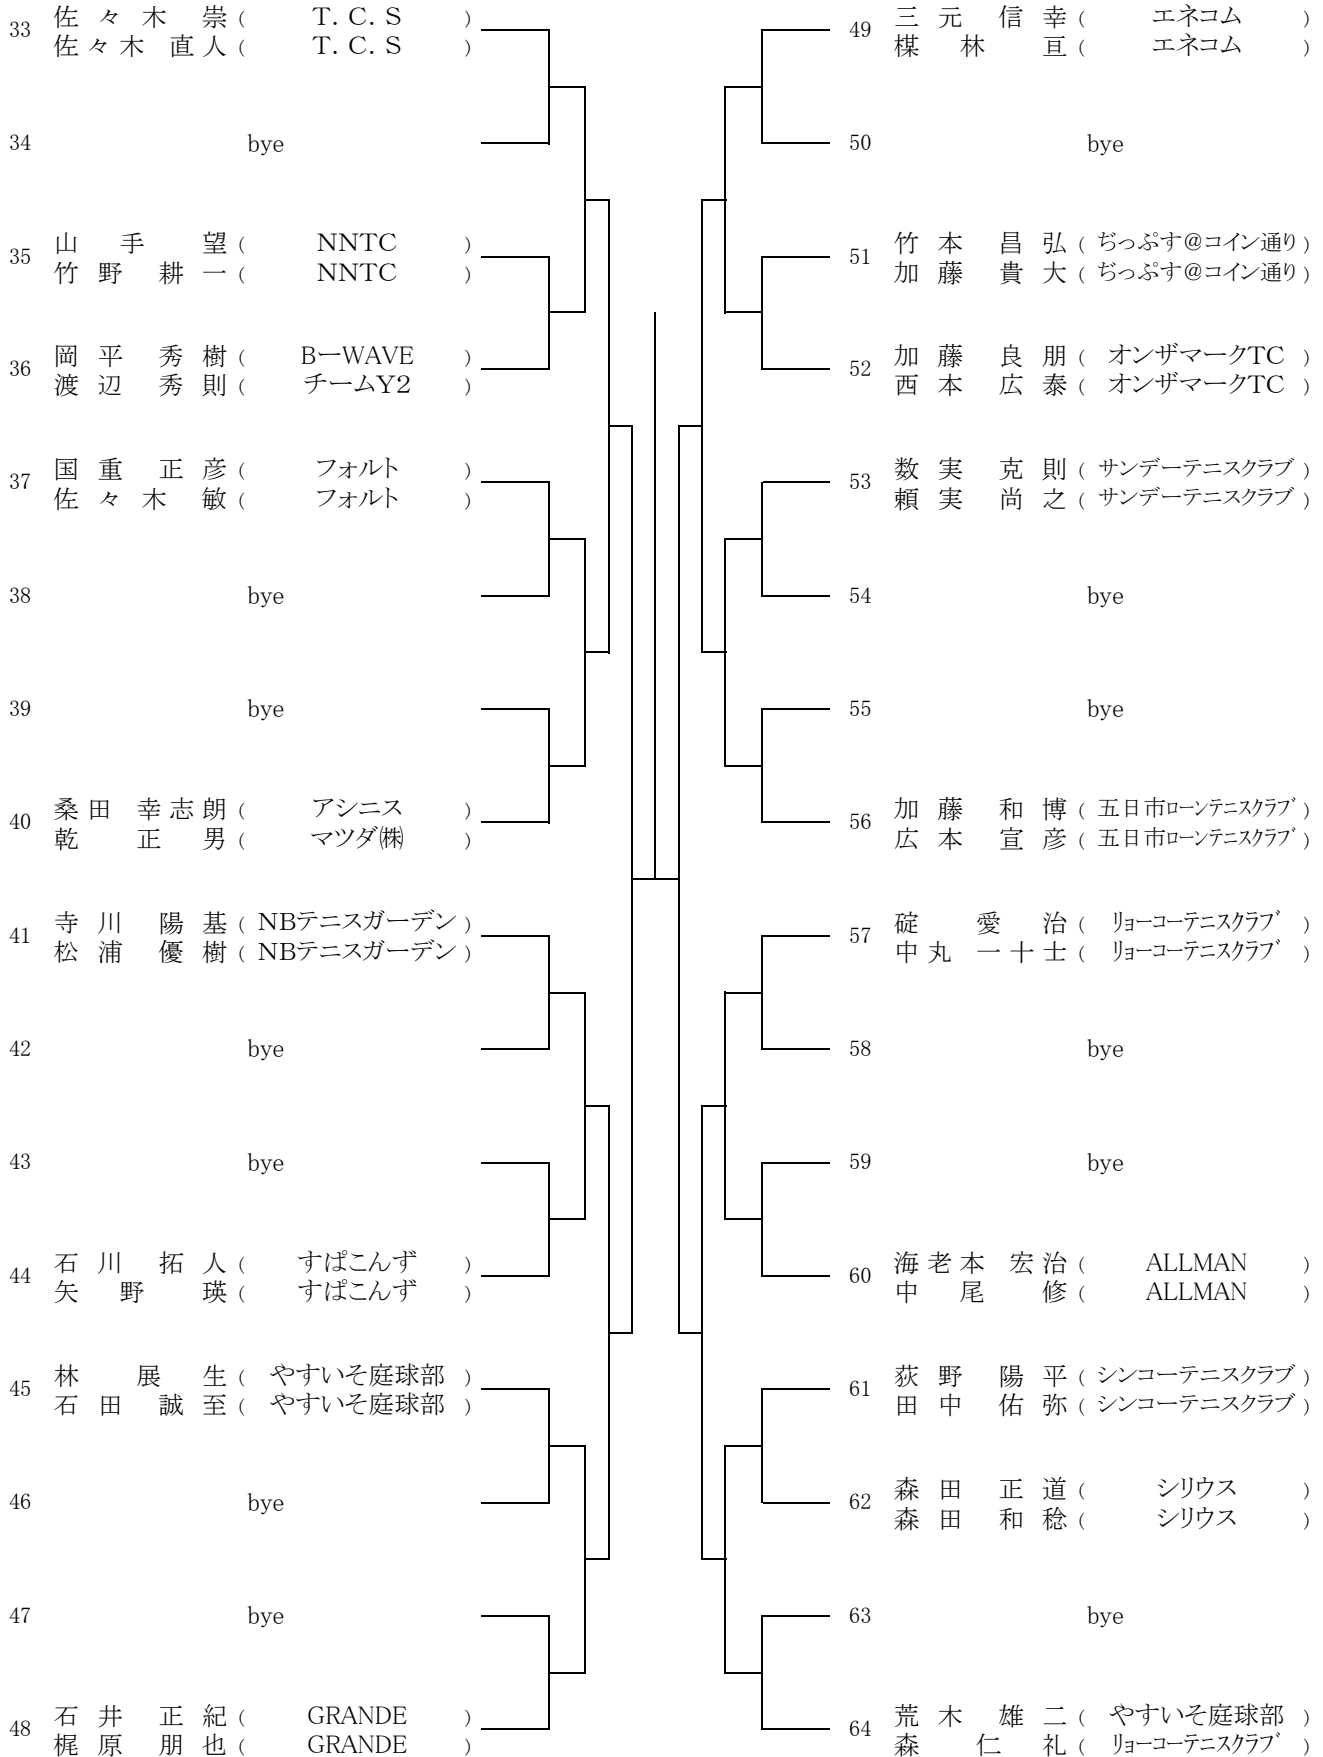 33 佐々木 崇 ( T.C.S )
佐々木 直人 ( T.C.S )
34 bye
35 山手 望 ( NNTC )
竹野 耕一 ( NNTC )
36 岡平 秀樹 ( BーWAVE )
渡辺 秀則 ( チームY2 )
37 国重 正彦 ( フォルト )
佐々木 敏 ( フォルト )
38 bye
39 bye
40 桑田 幸志朗 ( アシニス )
乾 正男 ( マツダ㈱ )
41 寺川 陽基 ( NBテニスガーデン )
松浦 優樹 ( NBテニスガーデン )
42 bye
43 bye
44 石川 拓人 ( すぱこんず )
矢野 瑛 ( すぱこんず )
45 林 展生 ( やすいそ庭球部 )
石田 誠至 ( やすいそ庭球部 )
46 bye
47 bye
48 石井 正紀 ( GRANDE )
梶原 朋也 ( GRANDE )
49 三元 信幸 ( エネコム )
楳林 亘 ( エネコム )
50 bye
51 竹本 昌弘 ( ぢっぷす@コイン通り )
加藤 貴大 ( ぢっぷす@コイン通り )
52 加藤 良朋 ( オンザマークTC )
西本 広泰 ( オンザマークTC )
53 数実 克則 ( サンデーテニスクラブ )
頼実 尚之 ( サンデーテニスクラブ )
54 bye
55 bye
56 加藤 和博 ( 五日市ローンテニスクラブ )
広本 宣彦 ( 五日市ローンテニスクラブ )
57 碇 愛治 ( リョーコーテニスクラブ )
中丸 一十士 ( リョーコーテニスクラブ )
58 bye
59 bye
60 海老本 宏治 ( ALLMAN )
中尾 修 ( ALLMAN )
61 荻野 陽平 ( シンコーテニスクラブ )
田中 佑弥 ( シンコーテニスクラブ )
62 森田 正道 ( シリウス )
森田 和稔 ( シリウス )
63 bye
64 荒木 雄二 ( やすいそ庭球部 )
森 仁礼 ( リョーコーテニスクラブ )